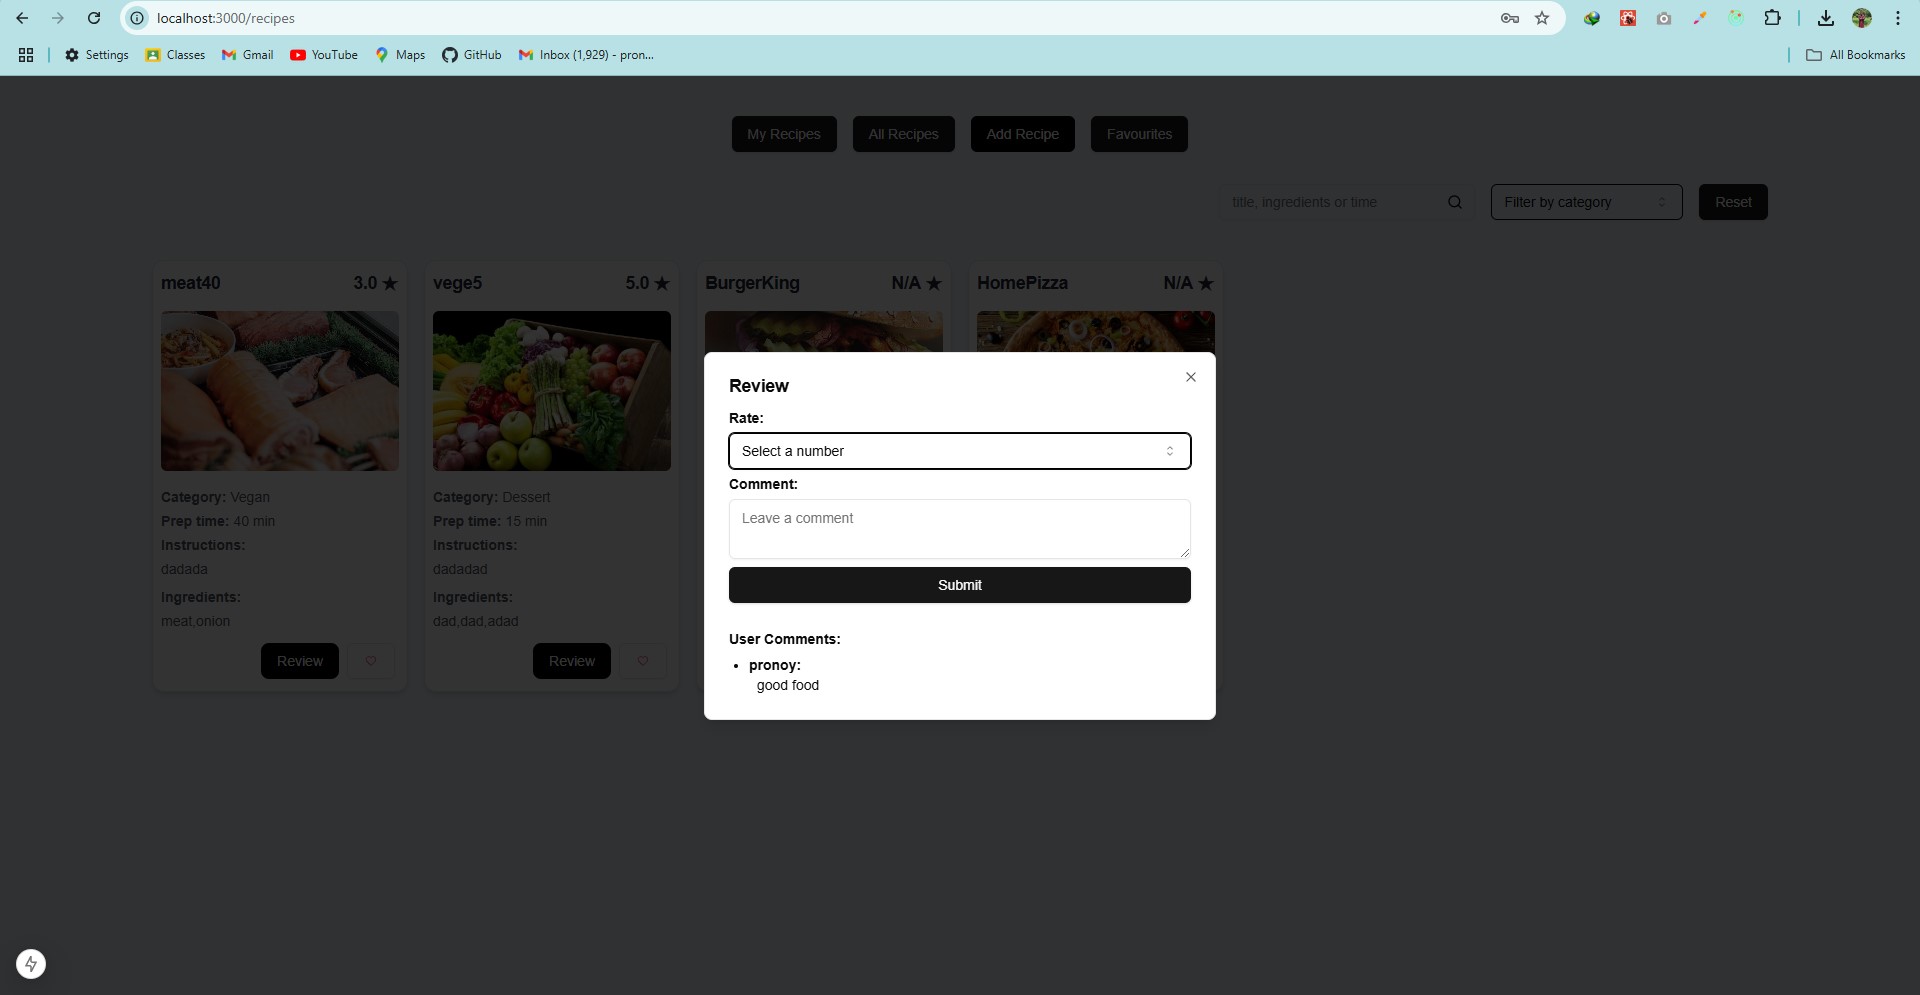 localhost:3000/recipes
Settings Classes Gmail YouTube Maps GitHub Inbox (1,929) - pron... All Bookmarks
My Recipes All Recipes Add Recipe Favourites
title, ingredients or time Filter by category Reset
meat40 3.0 ★ vege5 5.0 ★ BurgerKing N/A ★ HomePizza N/A ★
Category: Vegan
Prep time: 40 min
Instructions:
dadada
Ingredients:
meat,onion
Review
Category: Dessert
Prep time: 15 min
Instructions:
dadadad
Ingredients:
dad,dad,adad
Review
Review
Rate:
Select a number
Comment:
Leave a comment
Submit
User Comments:
• pronoy:
good food